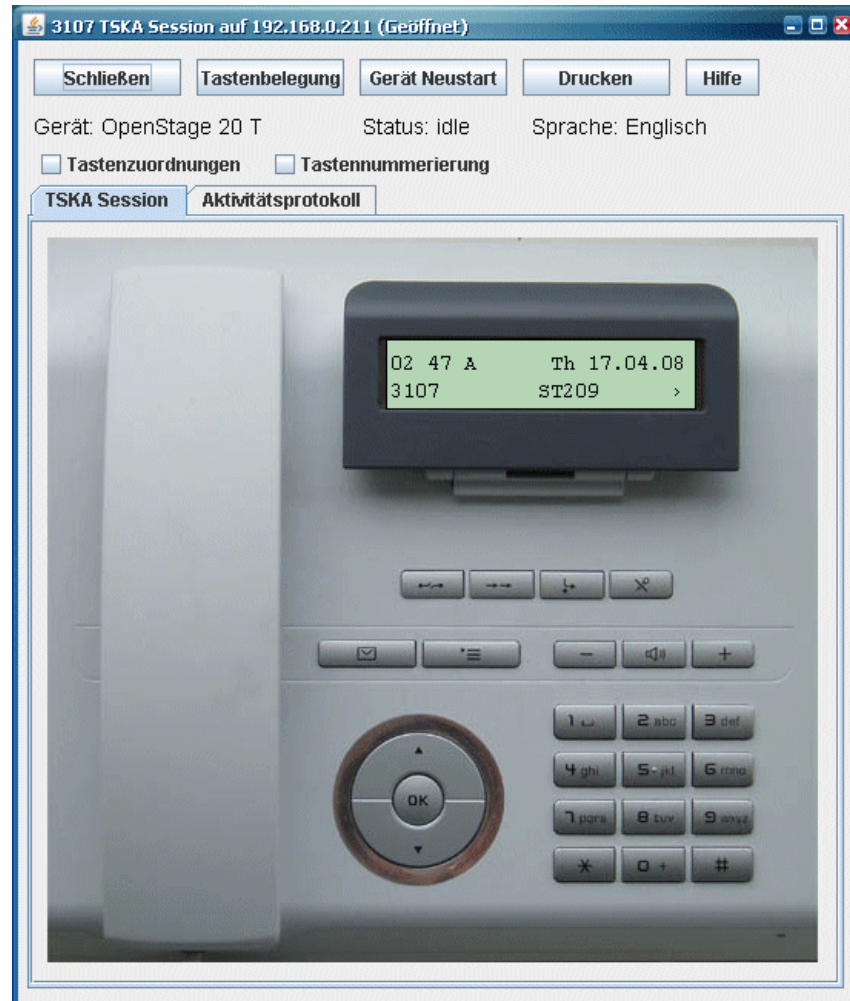 3107 TSKA Session auf 192.168.0.211 (Geöffnet)
Schließen Tastenbelegung Gerät Neustart Drucken Hilfe
Gerät: OpenStage 20 T Status: idle Sprache: Englisch
Tastenzuordnungen Tastennummerierung
TSKA Session Aktivitätsprotokoll
02 47 A Th 17.04.08
3107 ST209 >
− +
1 2 abc 3 def
4 ghi 5 jkl 6 mno
OK
7 pqrs 8 tuv 9 wxyz
* 0 + #